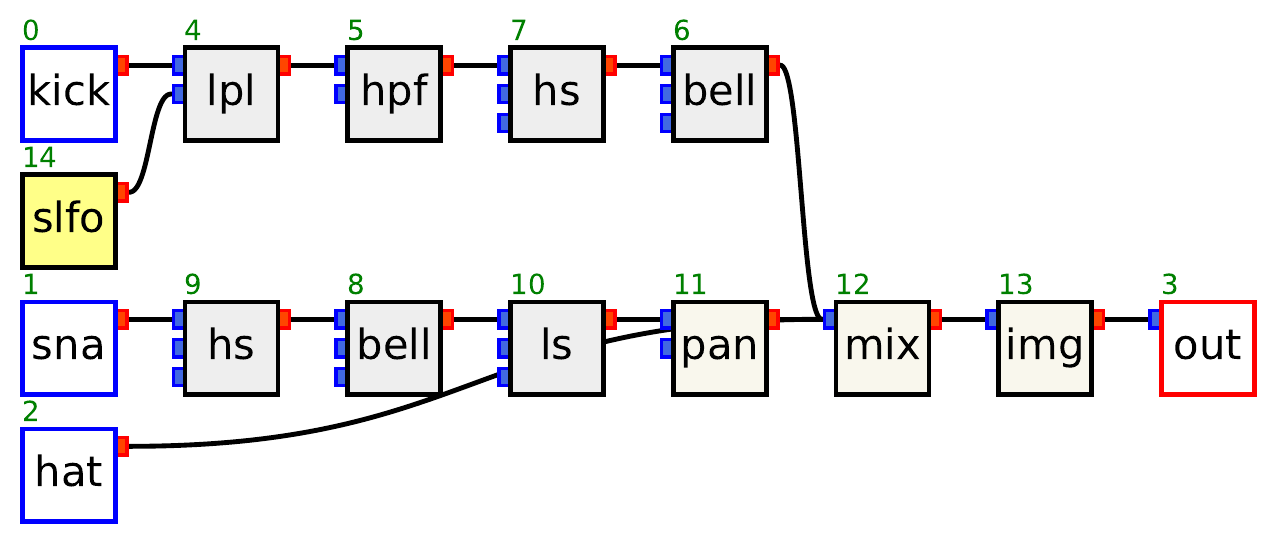 0 4 5 7 6
kick lpl hpf hs bell
14
slfo
1 9 8 10 11 12 13 3
sna hs bell ls pan mix img out
2
hat